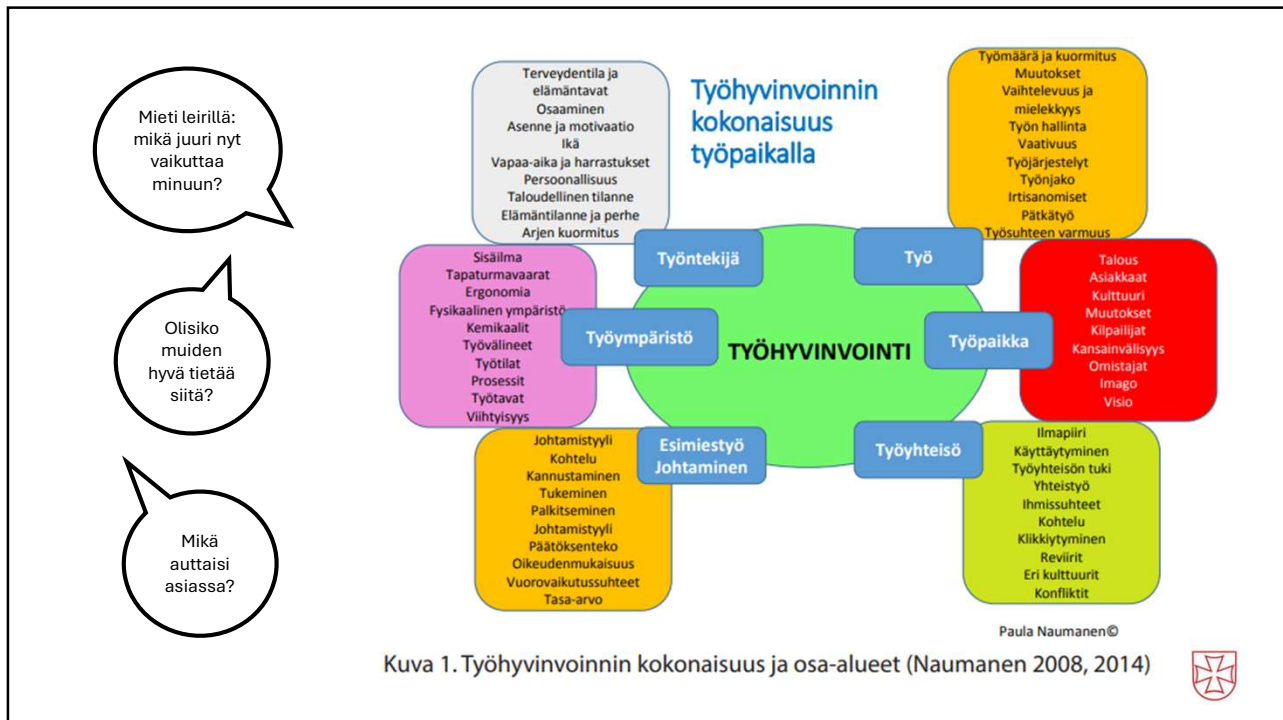 Mieti leirillä:
mikä juuri nyt
vaikuttaa
minuun?
Olisiko
muiden
hyvä tietää
siitä?
Mikä
auttaisi
asiassa?
Työhyvinvoinnin
kokonaisuus
työpaikalla
Terveydentila ja
elämäntavat
Osaaminen
Asenne ja motivaatio
Ikä
Vapaa-aika ja harrastukset
Persoonallisuus
Taloudellinen tilanne
Elämäntilanne ja perhe
Arjen kuormitus
Työntekijä
Työmäärä ja kuormitus
Muutokset
Vaihtelevuus ja
mielekkyys
Työn hallinta
Vaativuus
Työjärjestelyt
Työnjako
Irtisanomiset
Pätkätyö
Työsuhteen varmuus
Työ
Sisäilma
Tapaturmavaarat
Ergonomia
Fysikaalinen ympäristö
Kemikaalit
Työvälineet
Työtilat
Prosessit
Työtavat
Viihtyisyys
Työympäristö
TYÖHYVINVOINTI
Työpaikka
Talous
Asiakkaat
Kulttuuri
Muutokset
Kilpailijat
Kansainvälisyys
Omistajat
Imago
Visio
Johtamistyyli
Kohtelu
Kannustaminen
Tukeminen
Palkitseminen
Johtamistyyli
Päätöksenteko
Oikeudenmukaisuus
Vuorovaikutussuhteet
Tasa-arvo
Esimiestyö
Johtaminen
Työyhteisö
Ilmapiiri
Käyttäytyminen
Työyhteisön tuki
Yhteistyö
Ihmissuhteet
Kohtelu
Klikkiytyminen
Reviirit
Eri kulttuurit
Konfliktit
Paula Naumanen©
Kuva 1. Työhyvinvoinnin kokonaisuus ja osa-alueet (Naumanen 2008, 2014)